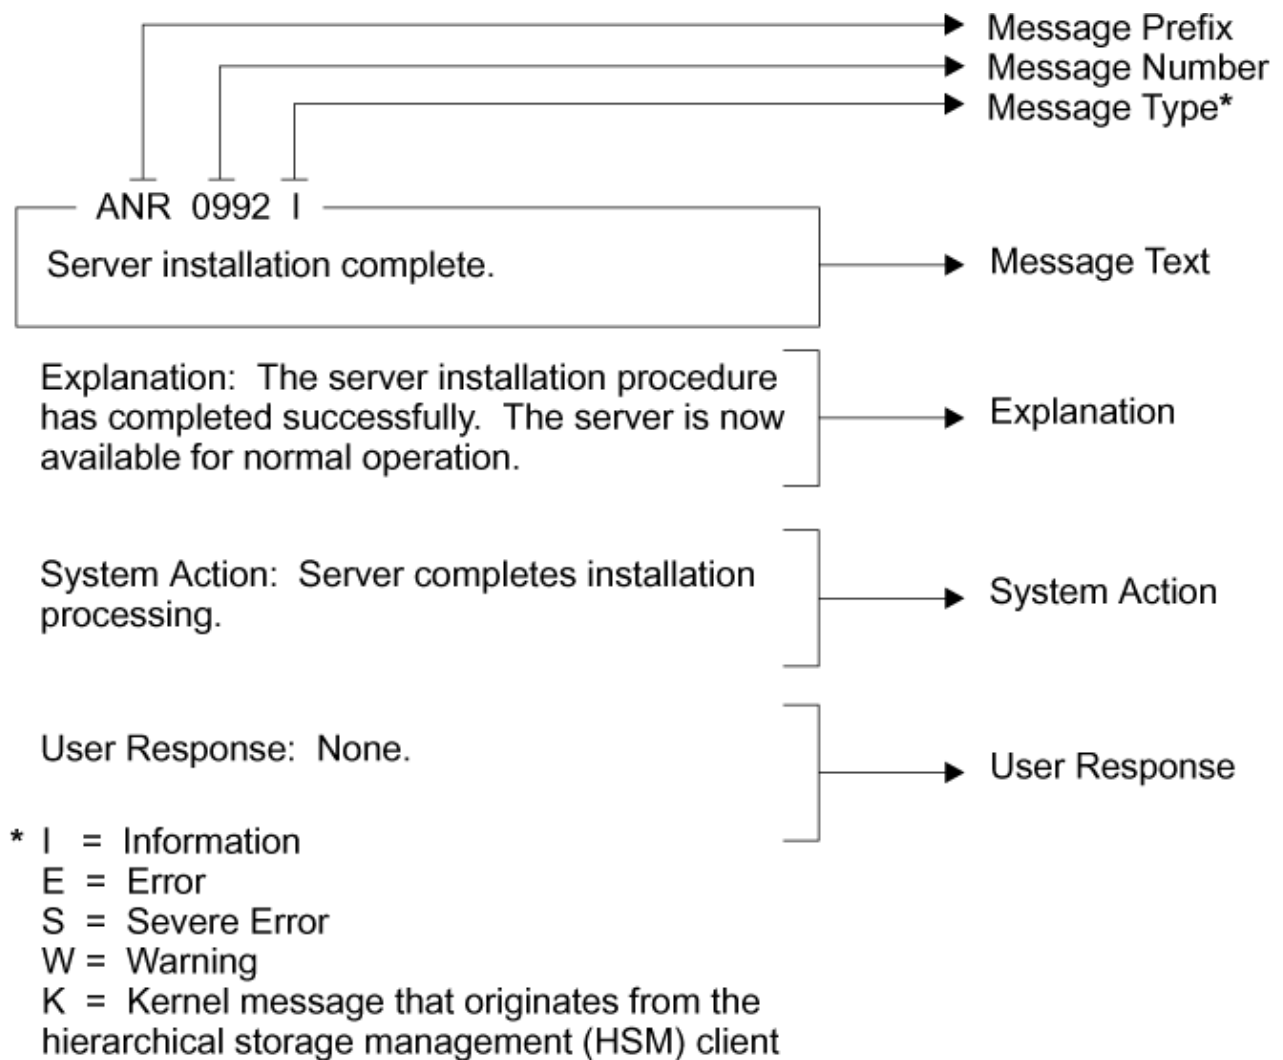 Message Prefix
Message Number
Message Type*
ANR 0992 I
Server installation complete.
Message Text
Explanation: The server installation procedure
has completed successfully. The server is now
available for normal operation.
Explanation
System Action: Server completes installation
processing.
System Action
User Response: None.
User Response
* I = Information
E = Error
S = Severe Error
W = Warning
K = Kernel message that originates from the
hierarchical storage management (HSM) client